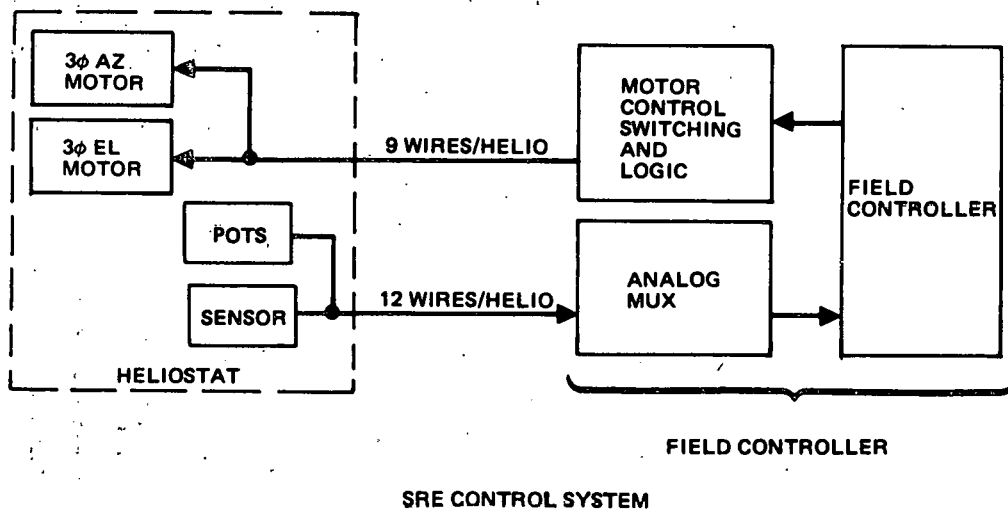 3φ AZ
MOTOR
3φ EL
MOTOR
POTS
SENSOR
HELIOSTAT
9 WIRES/HELIO
12 WIRES/HELIO
MOTOR
CONTROL
SWITCHING
AND
LOGIC
ANALOG
MUX
FIELD
CONTROLLER
FIELD CONTROLLER
SRE CONTROL SYSTEM